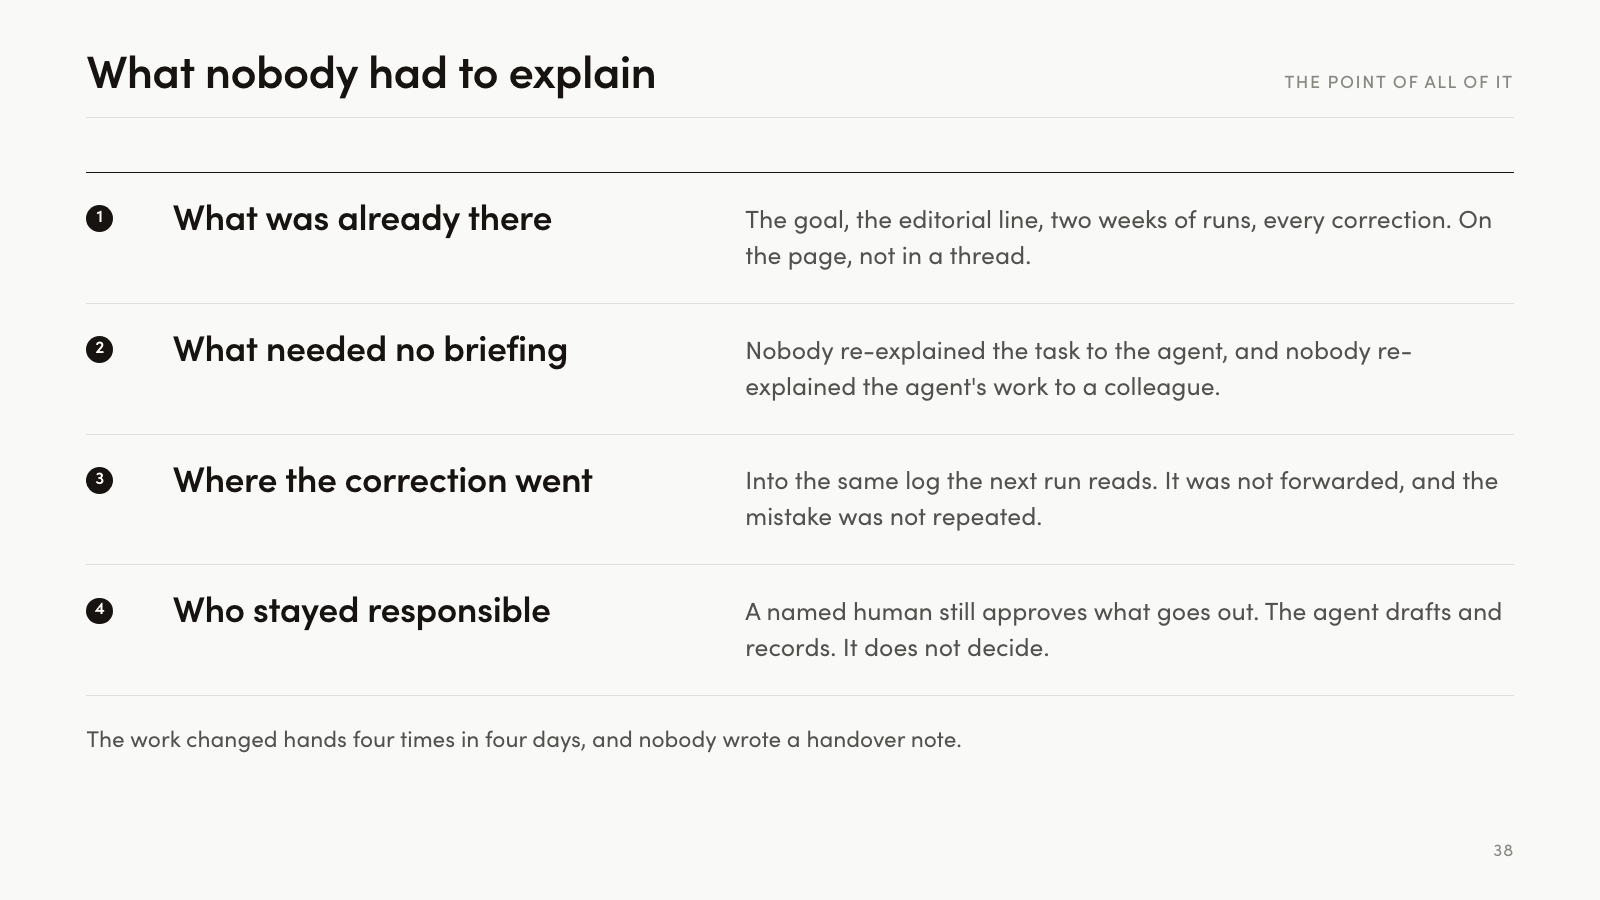 What nobody had to explain
THE POINT OF ALL OF IT
1
What was already there
The goal, the editorial line, two weeks of runs, every correction. On
the page, not in a thread.
2
What needed no briefing
Nobody re-explained the task to the agent, and nobody re-
explained the agent's work to a colleague.
3
Where the correction went
Into the same log the next run reads. It was not forwarded, and the
mistake was not repeated.
4
Who stayed responsible
A named human still approves what goes out. The agent drafts and
records. It does not decide.
The work changed hands four times in four days, and nobody wrote a handover note.
38